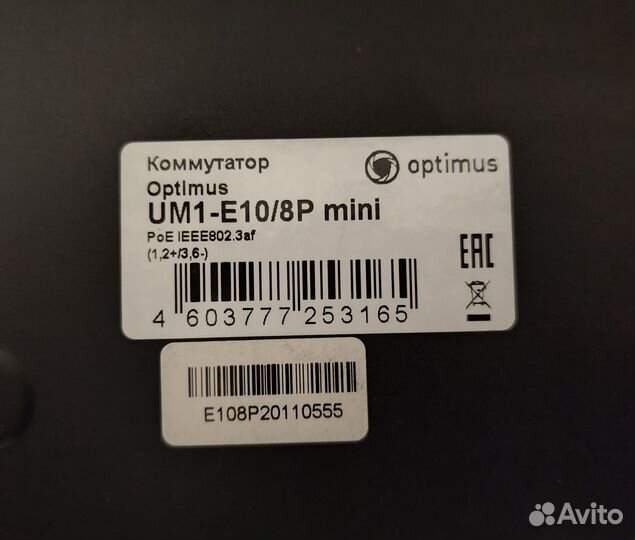 Коммутатор
optimus
Optimus
UM1-E10/8P mini
PoE IEEE802.3af
(1,2+/3,6-)
EAC
4 603777 253165
E108P20110555
Avito